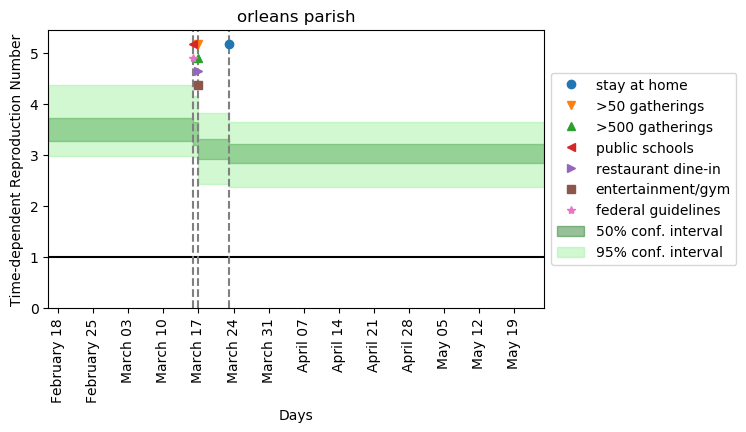 orleans parish
Time-dependent Reproduction Number
5
4
3
2
1
0
February 18
February 25
March 03
March 10
March 17
March 24
March 31
April 07
April 14
April 21
April 28
May 05
May 12
May 19
Days
stay at home
>50 gatherings
>500 gatherings
public schools
restaurant dine-in
entertainment/gym
federal guidelines
50% conf. interval
95% conf. interval